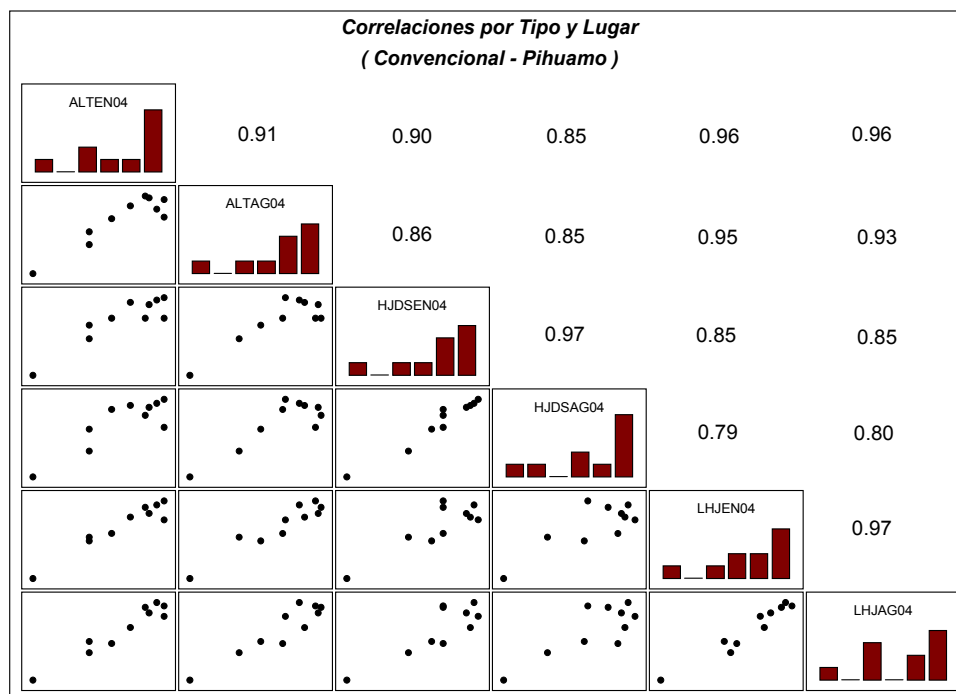 Correlaciones por Tipo y Lugar
( Convencional - Pihuamo )
ALTEN04
0.91 0.90 0.85 0.96 0.96
ALTAG04
0.86 0.85 0.95 0.93
HJDSEN04
0.97 0.85 0.85
HJDSAG04
0.79 0.80
LHJEN04
0.97
LHJAG04